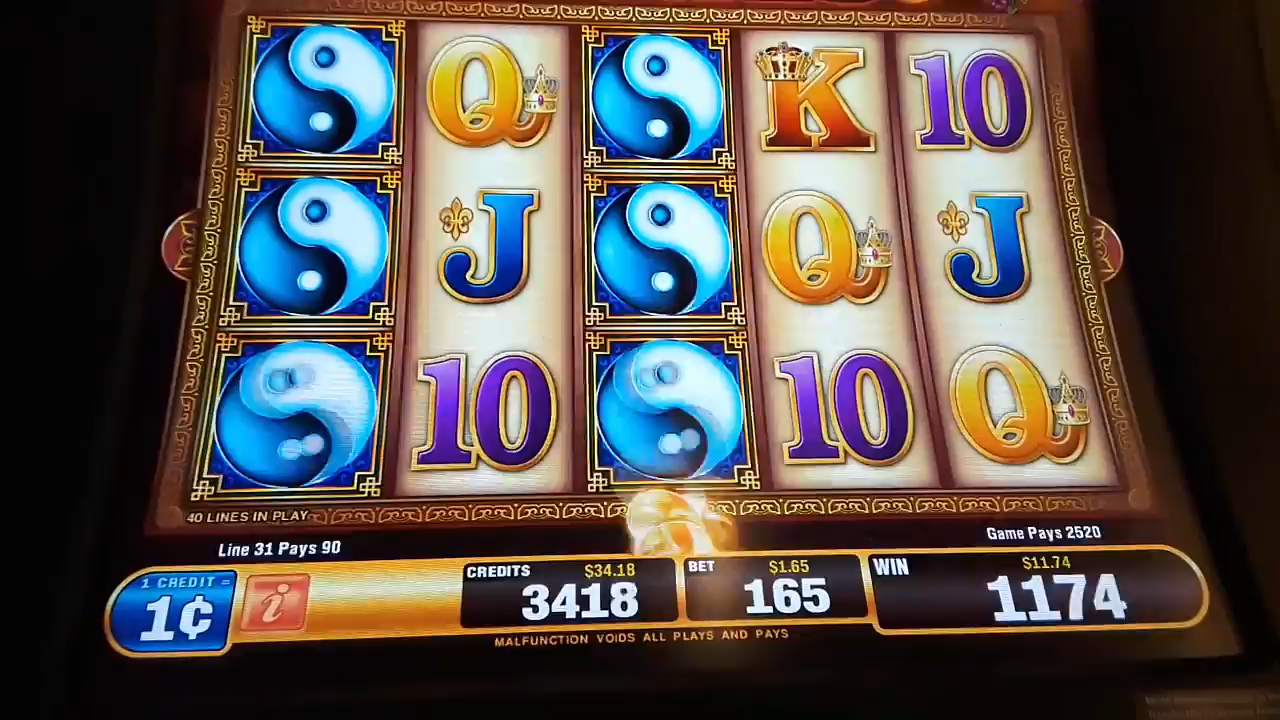 Q K 10
J Q J
10 10 Q
40 LINES IN PLAY
Line 31 Pays 90
Game Pays 2520
1 CREDIT =
1¢
i
CREDITS $34.18
3418
BET $1.65
165
WIN $11.74
1174
MALFUNCTION VOIDS ALL PLAYS AND PAYS